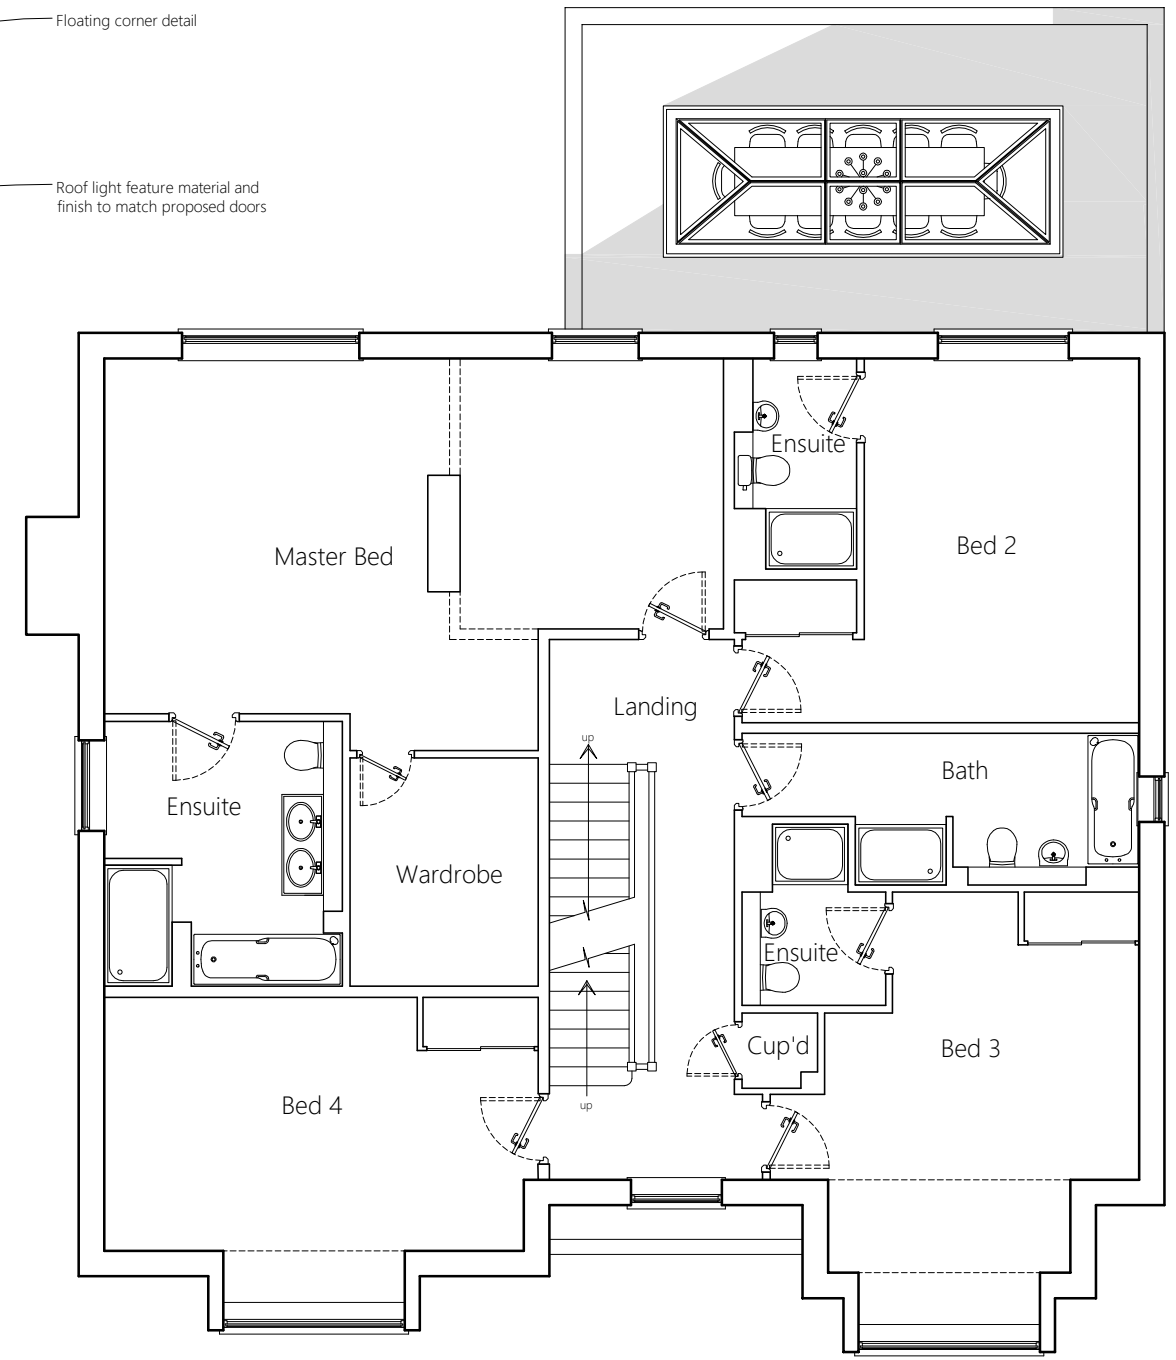 Floating corner detail
Roof light feature material and
finish to match proposed doors
Ensuite
Bed 2
Master Bed
Landing
up
Bath
Ensuite
Wardrobe
Ensuite
Cup'd
Bed 3
Bed 4
up